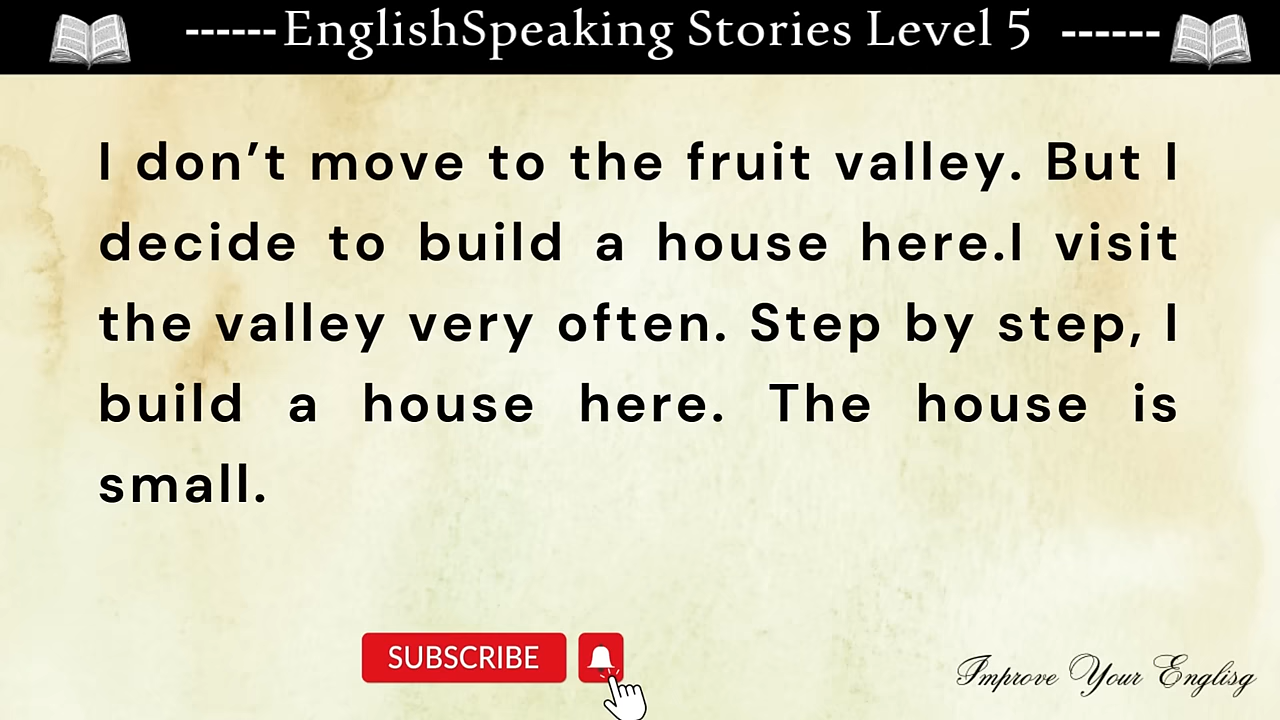 ------EnglishSpeaking Stories Level 5 ------
I don’t move to the fruit valley. But I
decide to build a house here.I visit
the valley very often. Step by step, I
build a house here. The house is
small.
SUBSCRIBE
Improve Your Englisg